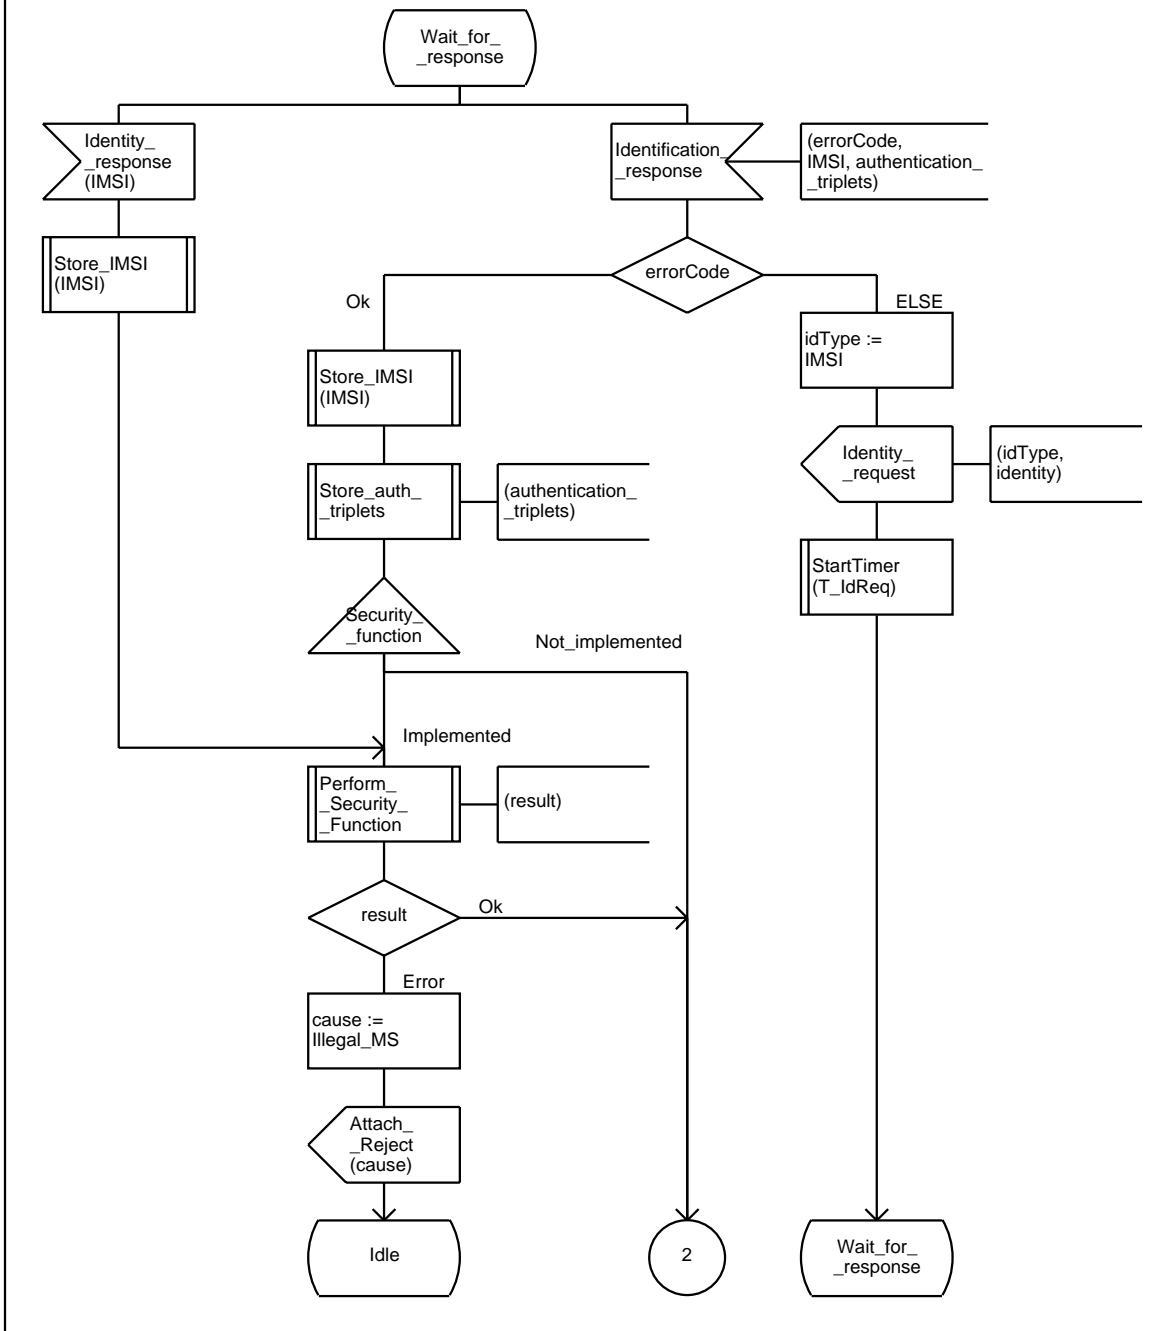 Wait_for_
_response
Identity_
_response
(IMSI)
Identification_
_response
(errorCode,
IMSI, authentication_
_triplets)
Store_IMSI
(IMSI)
errorCode
Ok
ELSE
idType :=
IMSI
Store_IMSI
(IMSI)
Identity_
_request
(idType,
identity)
Store_auth_
_triplets
(authentication_
_triplets)
StartTimer
(T_IdReq)
Security_
_function
Not_implemented
Implemented
Perform_
_Security_
_Function
(result)
result
Ok
Error
cause :=
Illegal_MS
Attach_
_Reject
(cause)
Idle
2
Wait_for_
_response